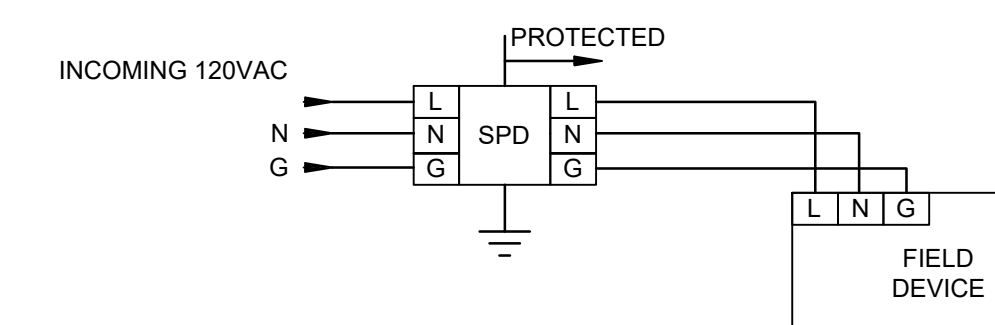 PROTECTED
INCOMING 120VAC
L
L
N
N
SPD
N
G
G
G
L N G
FIELD
DEVICE